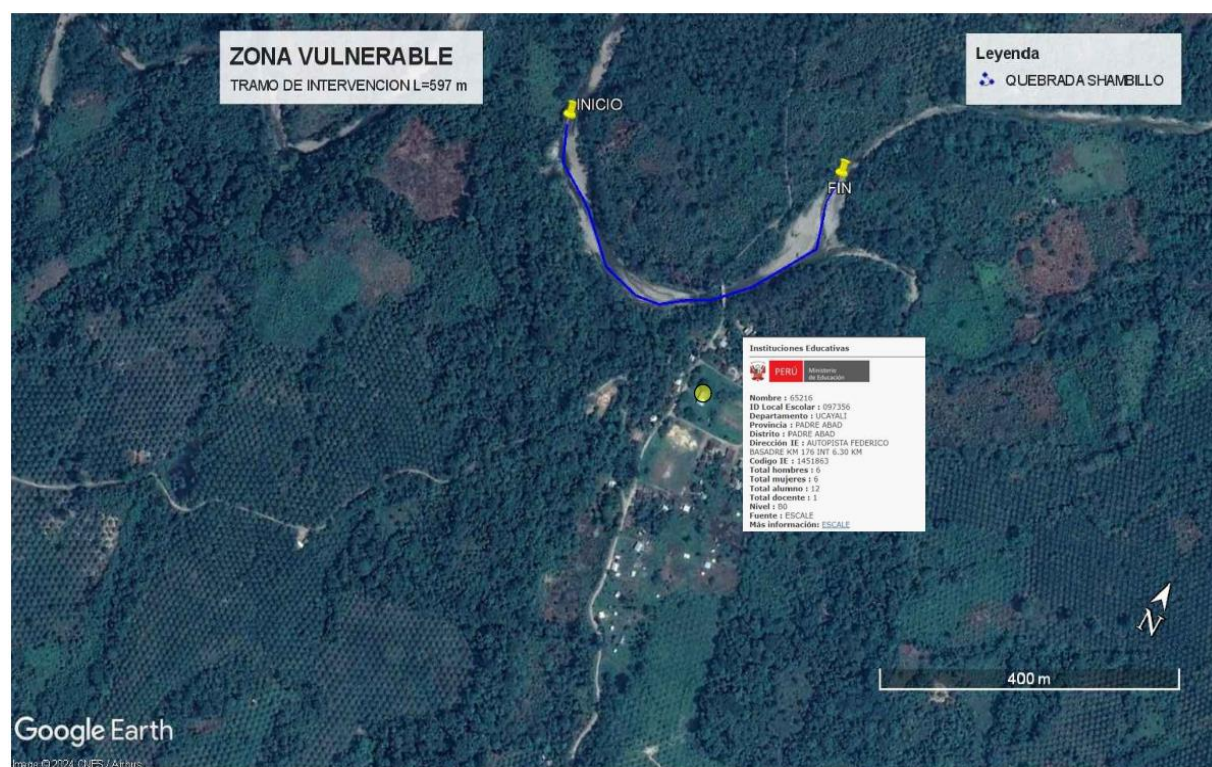 ZONA VULNERABLE
TRAMO DE INTERVENCION L=597 m
Leyenda
QUEBRADA SHAMBILLO
INICIO
FIN
Instituciones Educativas
PERÚ
Ministerio
de Educación
Nombre : 65216
ID Local Escolar : 097356
Departamento : UCAYALI
Provincia : PADRE ABAD
Distrito : PADRE ABAD
Dirección IE : AUTOPISTA FEDERICO
BASADRE KM 176 INT 6.30 KM
Codigo IE : 1451863
Total hombres : 6
Total mujeres : 6
Total alumno : 12
Total docente : 1
Nivel : B0
Fuente : ESCALE
Más información: ESCALE
N
400 m
Google Earth
Image © 2024 CNES / Airbus